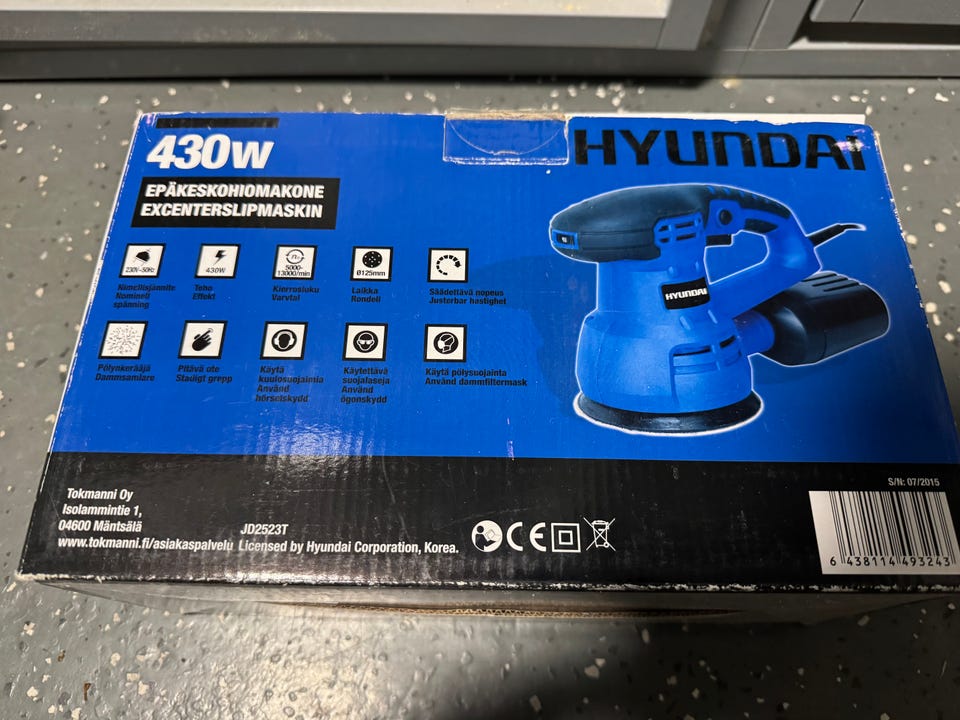 430W
HYUNDAI
EPÄKESKOHIOMAKONE
EXCENTERSLIPMASKIN
230V~50Hz
430W
n₀
5000-
13000/min
Ø125mm
Nimellisjännite
Nominell
spänning
Teho
Effekt
Kierrosluku
Varvtal
Laikka
Rondell
Säädettävä nopeus
Justerbar hastighet
HYUNDAI
Pölynkerääjä
Dammsamlare
Pitävä ote
Stadigt grepp
Käytä
kuulosuojaimia
Använd
hörselskydd
Käytettävä
suojalaseja
Använd
ögonskydd
Käytä pölysuojainta
Använd dammfiltermask
S/N: 07/2015
Tokmanni Oy
Isolammintie 1,
04600 Mäntsälä
www.tokmanni.fi/asiakaspalvelu
JD2523T
Licensed by Hyundai Corporation, Korea.
CE
6 438114 493243